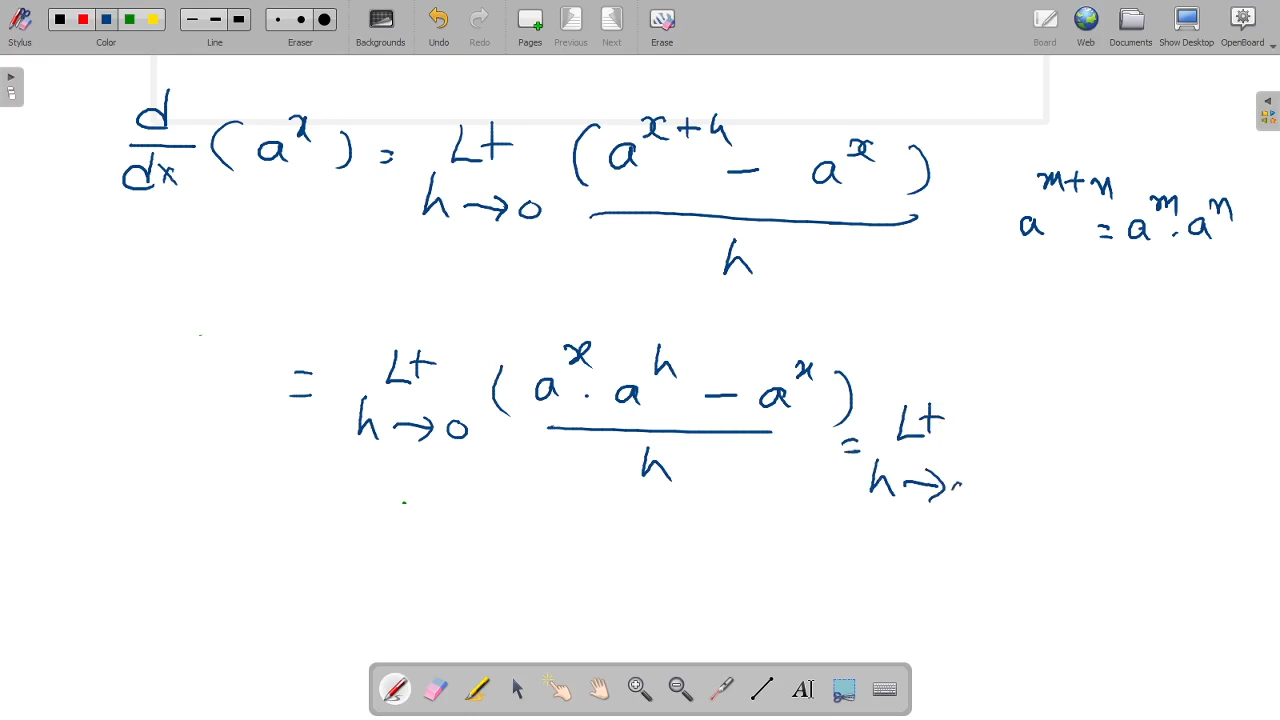 Stylus Color Line Eraser Backgrounds Undo Redo Pages Previous Next Erase Board Web Documents Show Desktop OpenBoard
d/dx (a^x) = Lt h→0 (a^(x+h) - a^x)/h
a^(m+n) = a^m . a^n
= Lt h→0 (a^x . a^h - a^x)/h = Lt h→
AI